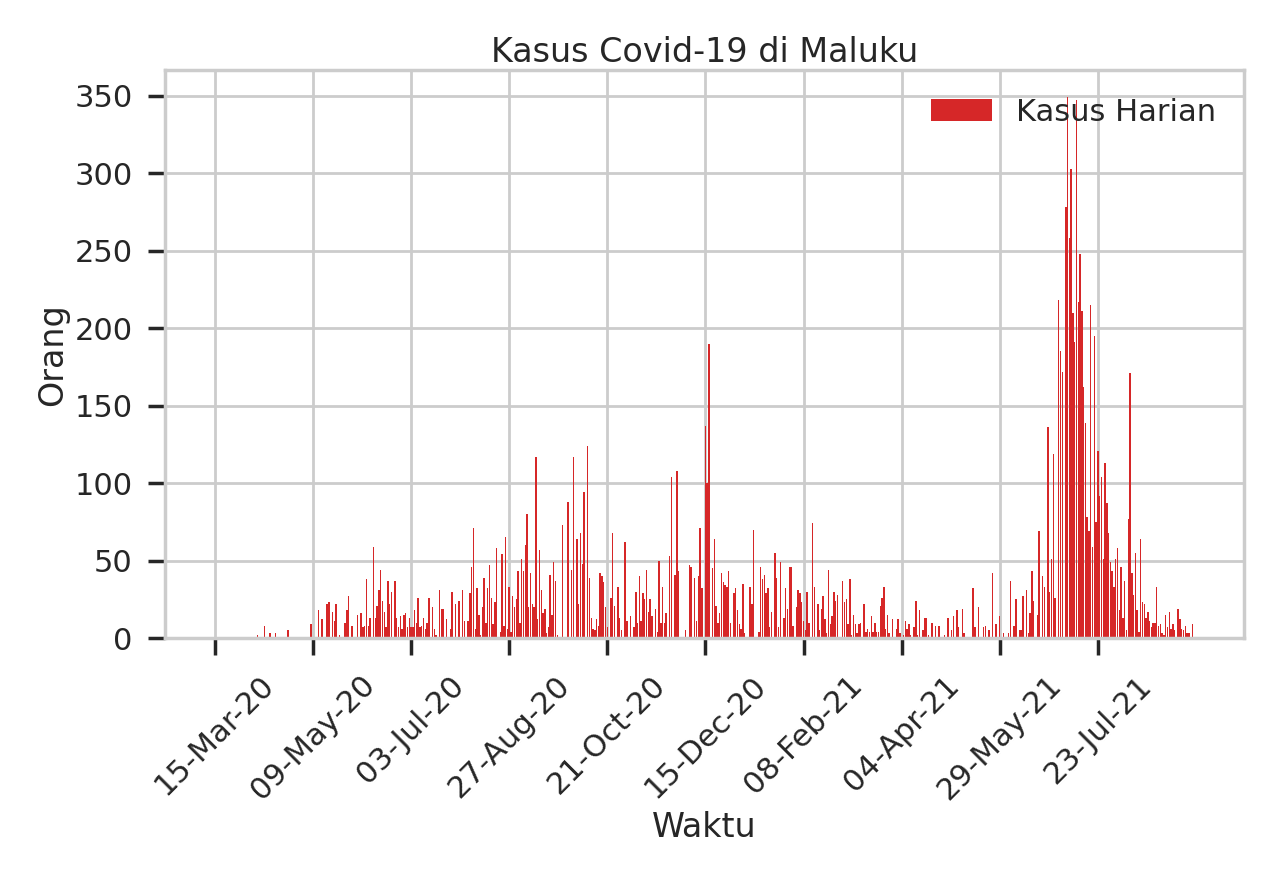 Kasus Covid-19 di Maluku
Kasus Harian
Orang
350
300
250
200
150
100
50
0
15-Mar-20
09-May-20
03-Jul-20
27-Aug-20
21-Oct-20
15-Dec-20
08-Feb-21
04-Apr-21
29-May-21
23-Jul-21
Waktu